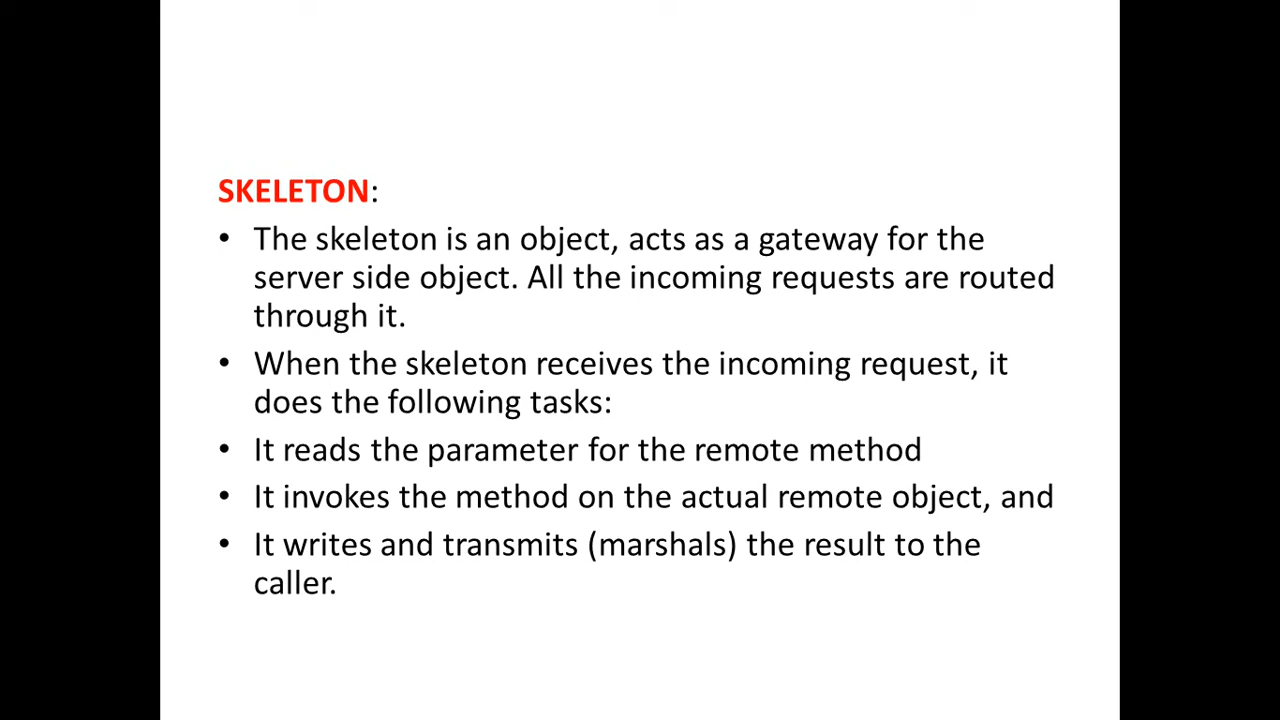 SKELETON:
• The skeleton is an object, acts as a gateway for the
server side object. All the incoming requests are routed
through it.
• When the skeleton receives the incoming request, it
does the following tasks:
• It reads the parameter for the remote method
• It invokes the method on the actual remote object, and
• It writes and transmits (marshals) the result to the
caller.